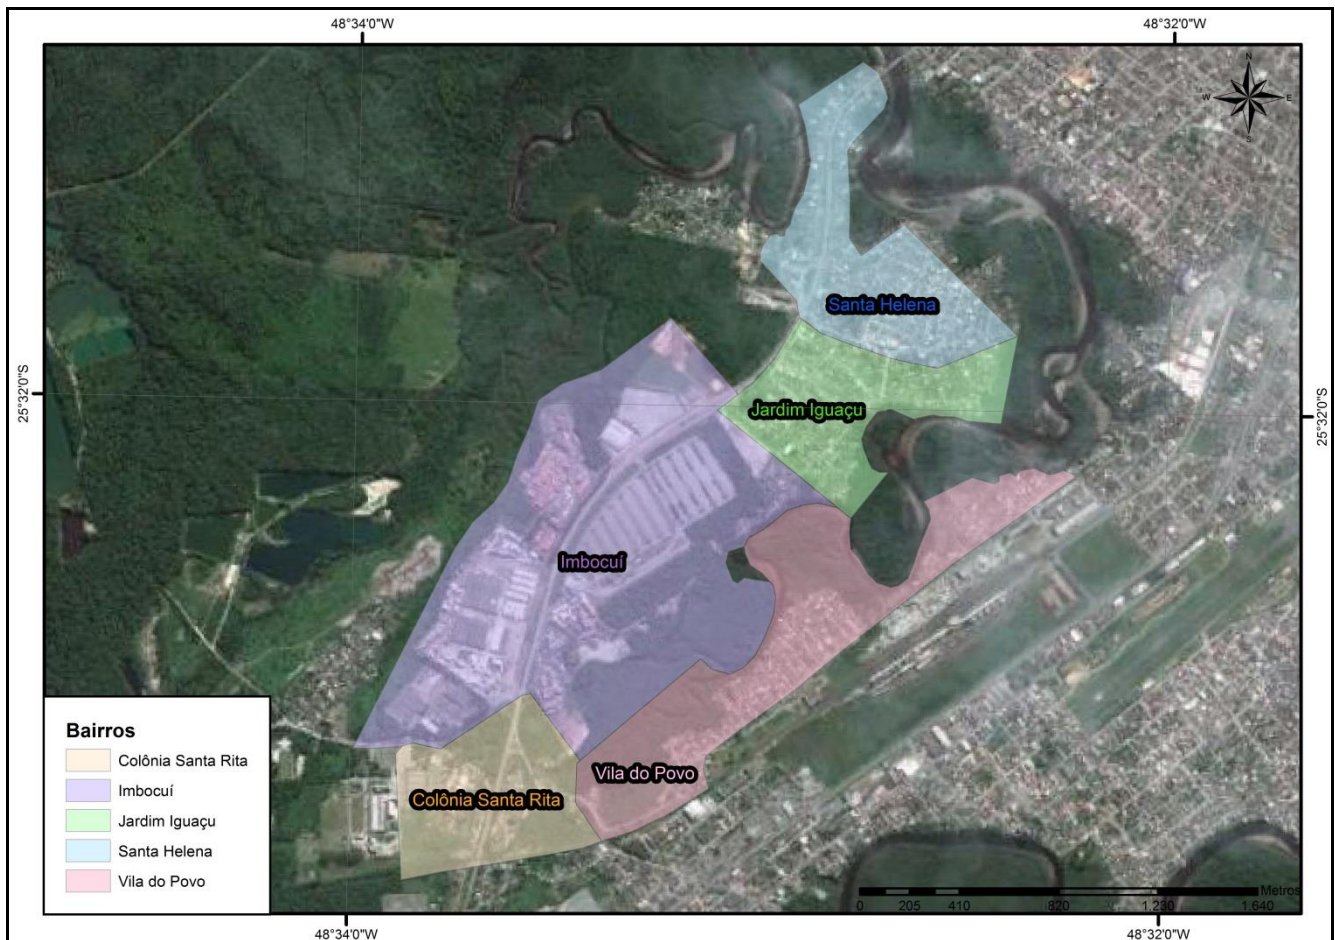 48°34'0"W
48°32'0"W
N
W
E
S
Santa Helena
25°32'0"S
25°32'0"S
Jardim Iguaçu
Imbocuí
Vila do Povo
Colônia Santa Rita
Bairros
Colônia Santa Rita
Imbocuí
Jardim Iguaçu
Santa Helena
Vila do Povo
Metros
0 205 410 820 1.230 1.640
48°34'0"W
48°32'0"W